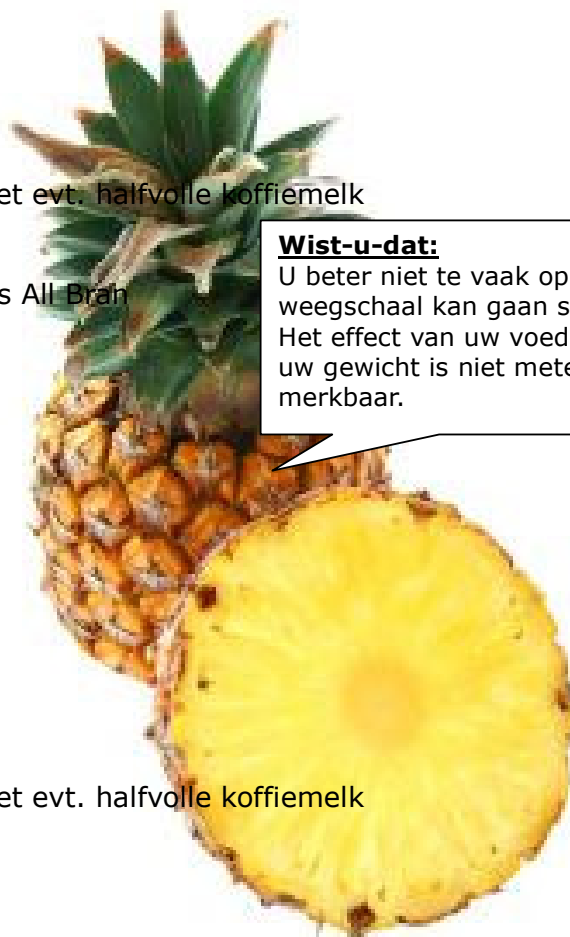 et evt. halfvolle koffiemelk
Wist-u-dat:
U beter niet te vaak op
s All Bran
weegschaal kan gaan s
Het effect van uw voed
uw gewicht is niet mete
merkbaar.
et evt. halfvolle koffiemelk